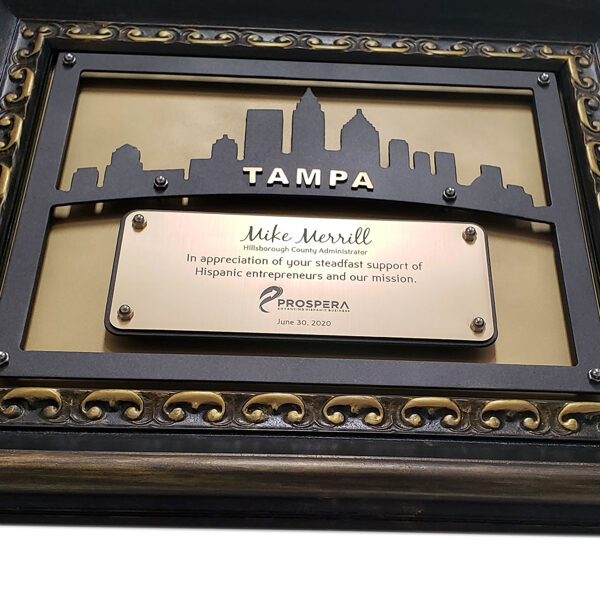 TAMPA
Mike Merrill
Hillsborough County Administrator
In appreciation of your steadfast support of
Hispanic entrepreneurs and our mission.
PROSPERA
ADVANCING HISPANIC BUSINESS
June 30, 2020